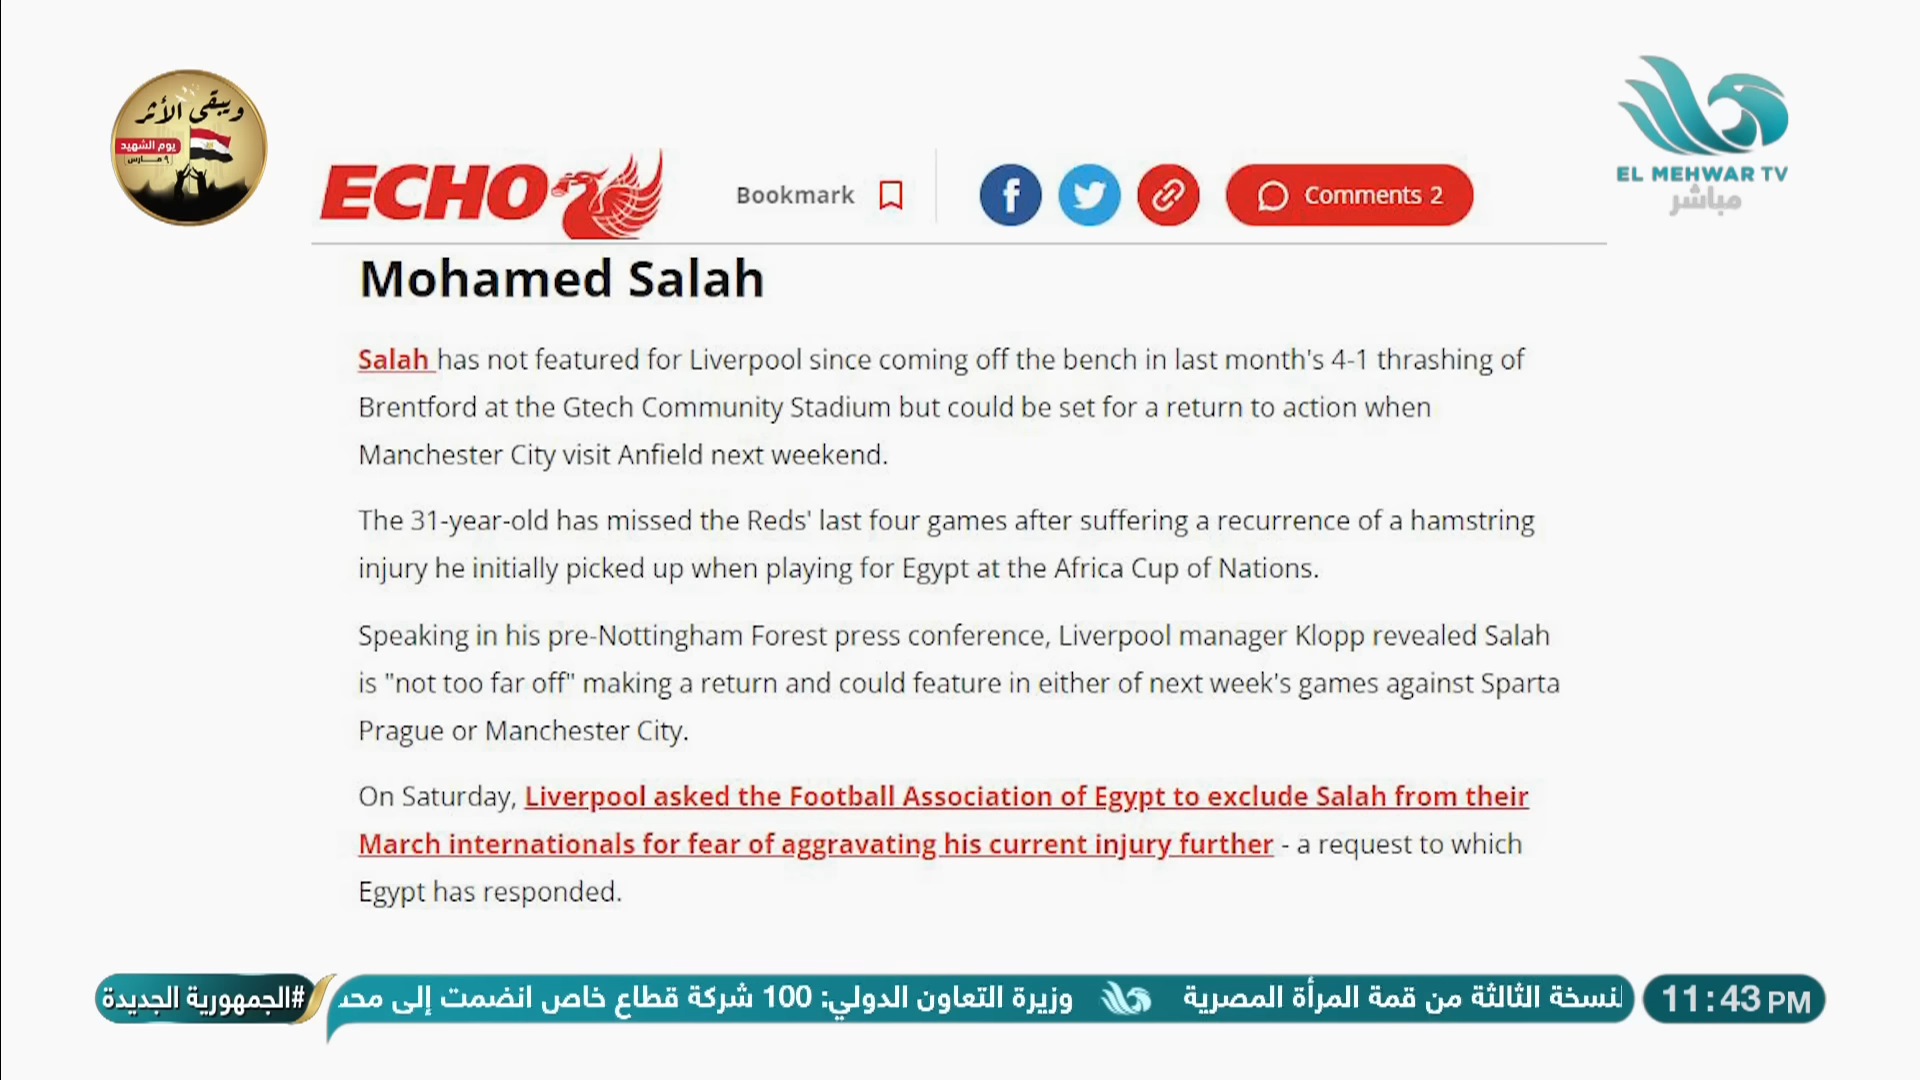 ويبقى الأثر
يوم الشهيد
٩ مارس
EL MEHWAR TV
مباشر
ECHO
Bookmark
Comments 2
Mohamed Salah
Salah has not featured for Liverpool since coming off the bench in last month's 4-1 thrashing of
Brentford at the Gtech Community Stadium but could be set for a return to action when
Manchester City visit Anfield next weekend.
The 31-year-old has missed the Reds' last four games after suffering a recurrence of a hamstring
injury he initially picked up when playing for Egypt at the Africa Cup of Nations.
Speaking in his pre-Nottingham Forest press conference, Liverpool manager Klopp revealed Salah
is "not too far off" making a return and could feature in either of next week's games against Sparta
Prague or Manchester City.
On Saturday, Liverpool asked the Football Association of Egypt to exclude Salah from their
March internationals for fear of aggravating his current injury further - a request to which
Egypt has responded.
لنسخة الثالثة من قمة المرأة المصرية وزيرة التعاون الدولي: 100 شركة قطاع خاص انضمت إلى محد
#الجمهورية الجديدة
11:43 PM